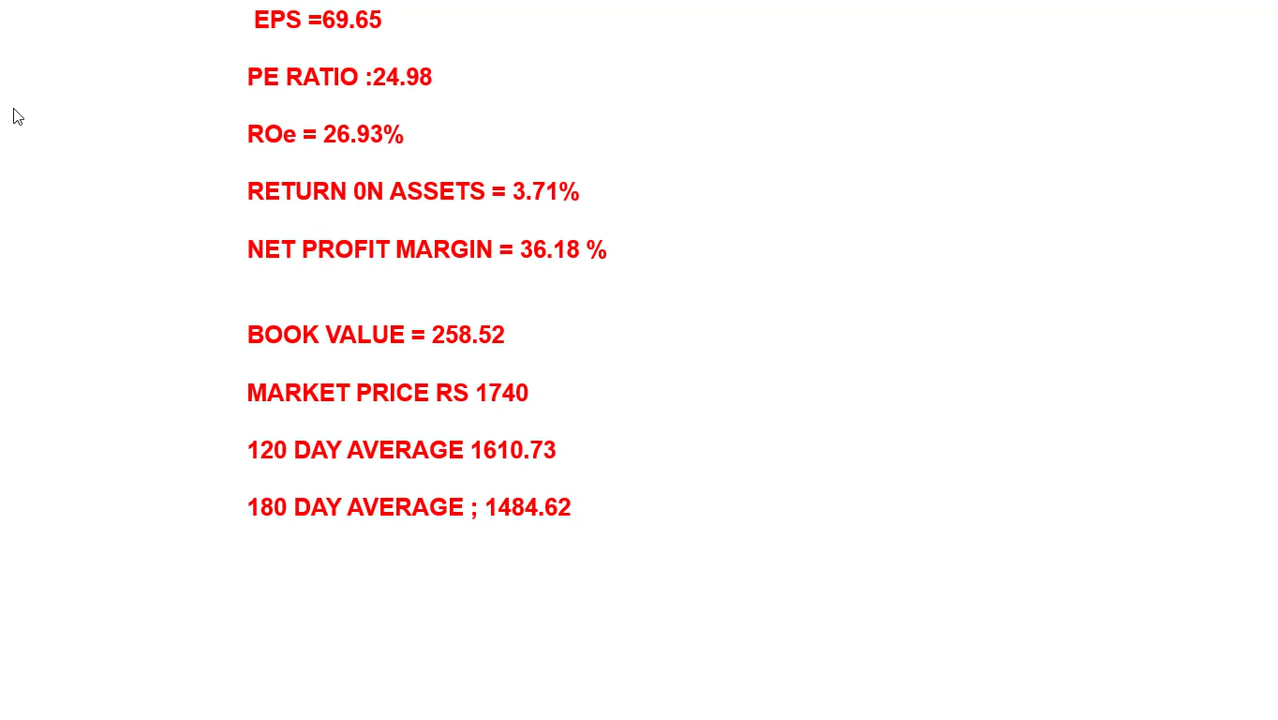 EPS =69.65
PE RATIO :24.98
ROe = 26.93%
RETURN 0N ASSETS = 3.71%
NET PROFIT MARGIN = 36.18 %
BOOK VALUE = 258.52
MARKET PRICE RS 1740
120 DAY AVERAGE 1610.73
180 DAY AVERAGE ; 1484.62